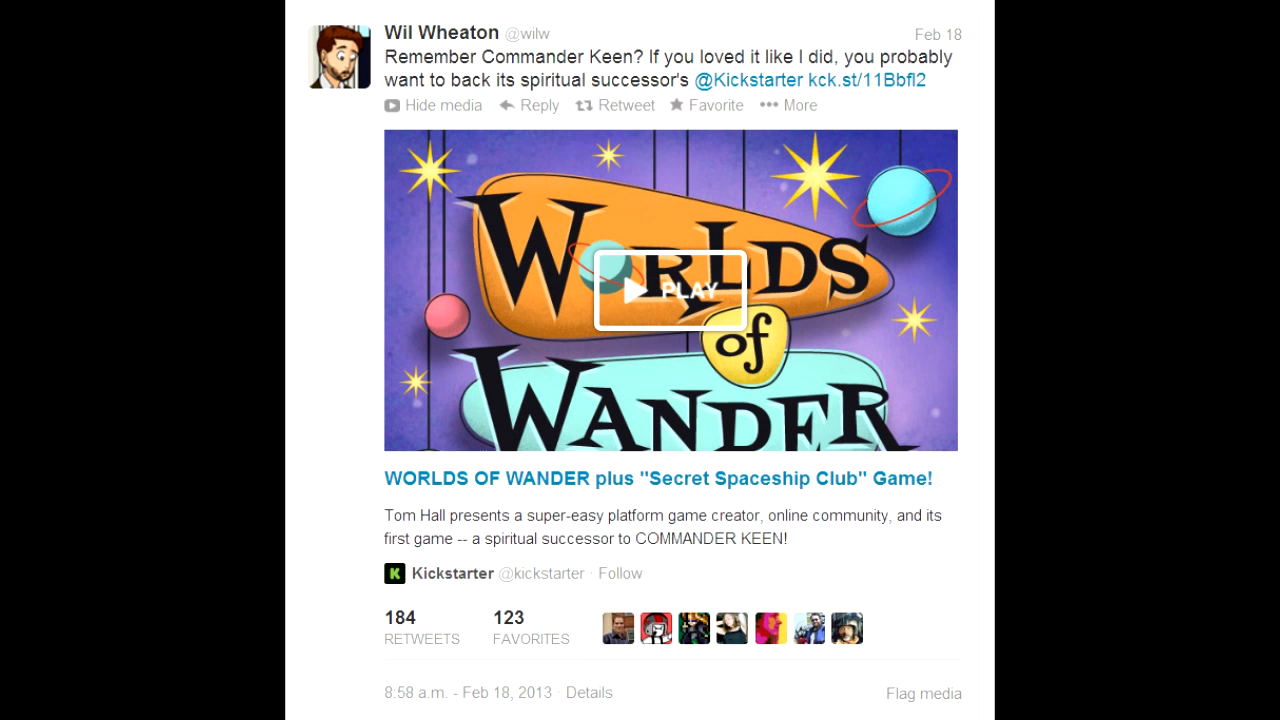 Wil Wheaton @wilw Feb 18
Remember Commander Keen? If you loved it like I did, you probably
want to back its spiritual successor's @Kickstarter kck.st/11Bbfl2
Hide media Reply Retweet Favorite More
WORLDS
PLAY
of
WANDER
WORLDS OF WANDER plus "Secret Spaceship Club" Game!
Tom Hall presents a super-easy platform game creator, online community, and its
first game -- a spiritual successor to COMMANDER KEEN!
K Kickstarter @kickstarter · Follow
184 123
RETWEETS FAVORITES
8:58 a.m. - Feb 18, 2013 · Details Flag media